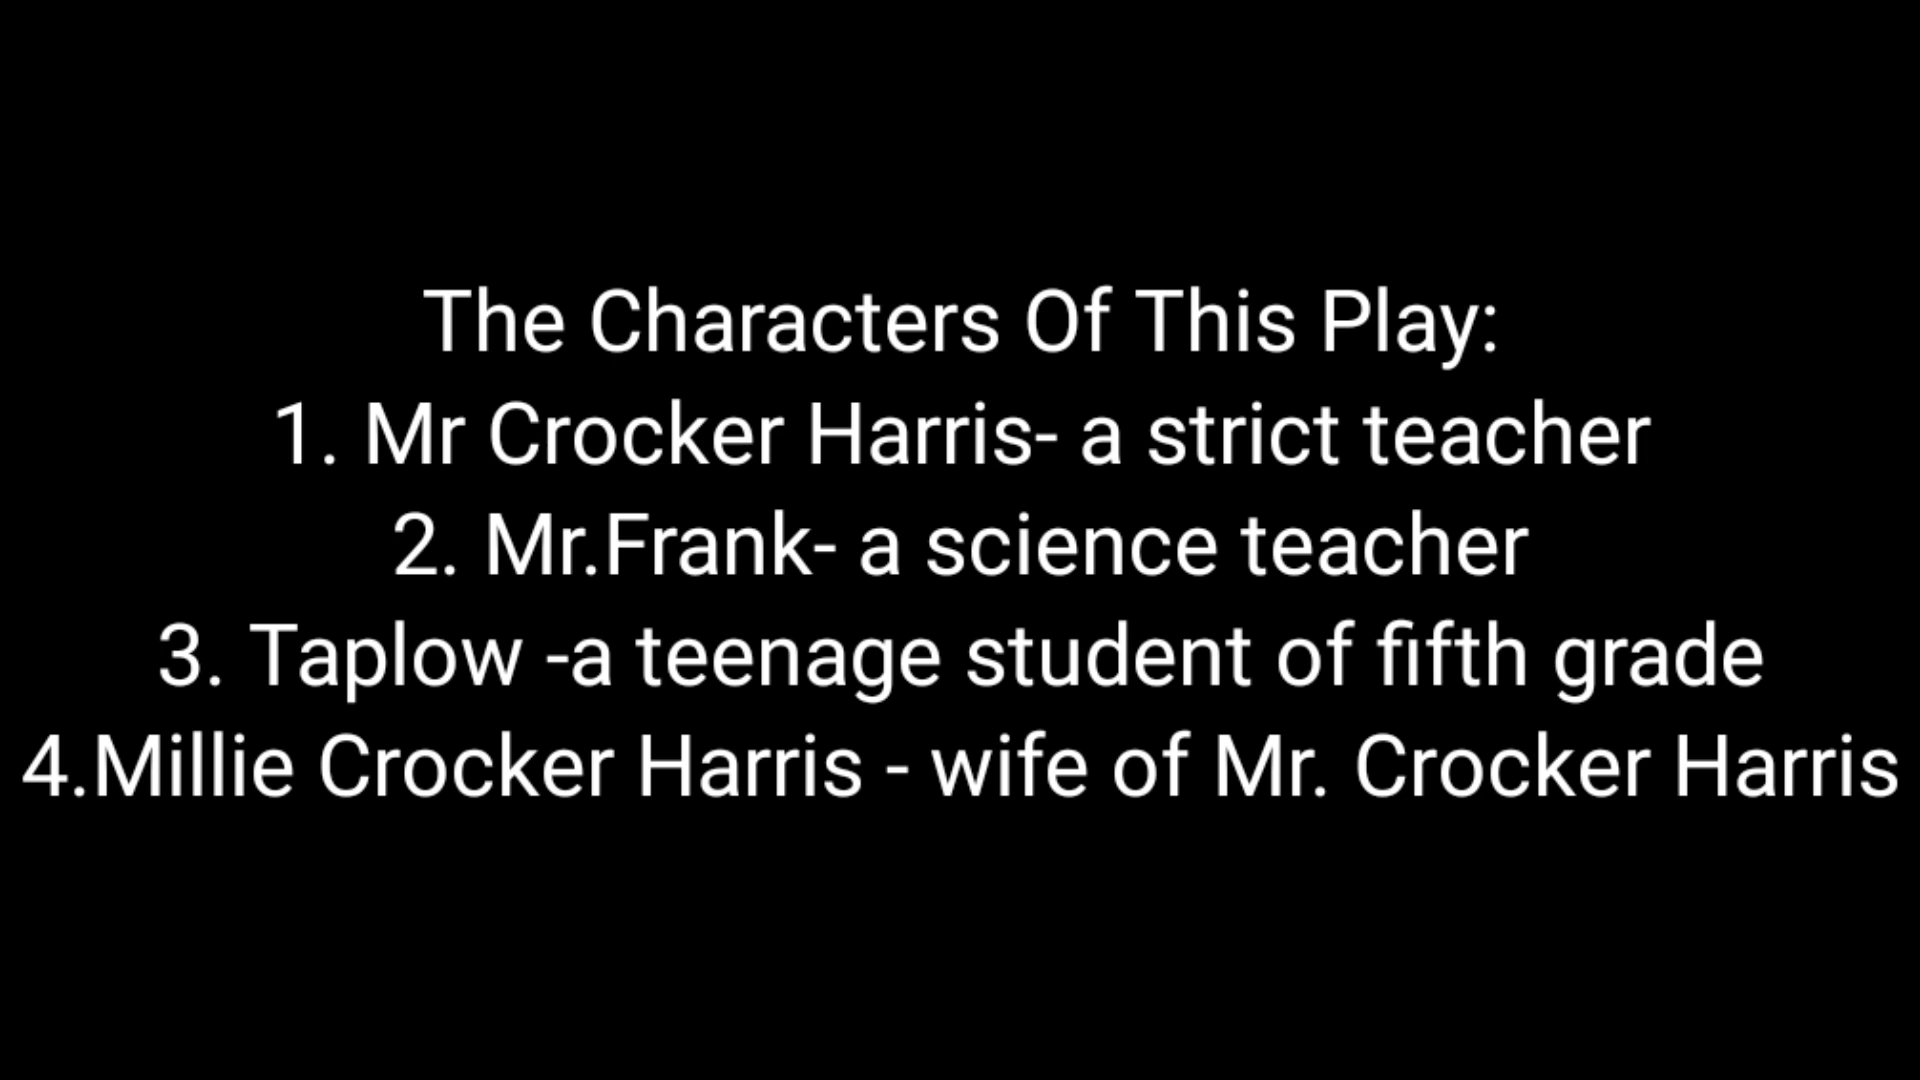 The Characters Of This Play:
1. Mr Crocker Harris- a strict teacher
2. Mr.Frank- a science teacher
3. Taplow -a teenage student of fifth grade
4.Millie Crocker Harris - wife of Mr. Crocker Harris